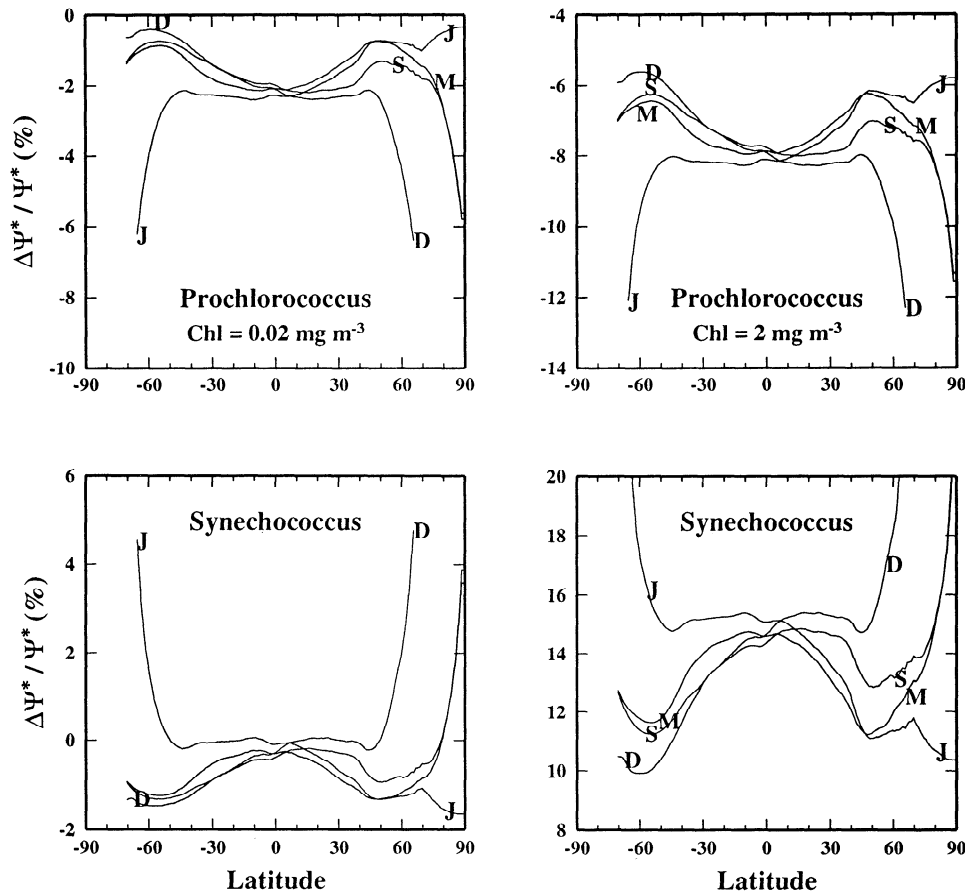 ΔΨ* / Ψ* (%)
0
-2
-4
-6
-8
-10
D
J
S
M
J
D
Prochlorococcus
Chl = 0.02 mg m-3
-90 -60 -30 0 30 60 90
-4
-6
-8
-10
-12
-14
D
S
M
J
S
M
J
D
Prochlorococcus
Chl = 2 mg m-3
-90 -60 -30 0 30 60 90
ΔΨ* / Ψ* (%)
6
4
2
0
-2
Synechococcus
J
D
D
J
-90 -60 -30 0 30 60 90
Latitude
20
18
16
14
12
10
8
Synechococcus
J
D
S
M
D
S
M
J
-90 -60 -30 0 30 60 90
Latitude